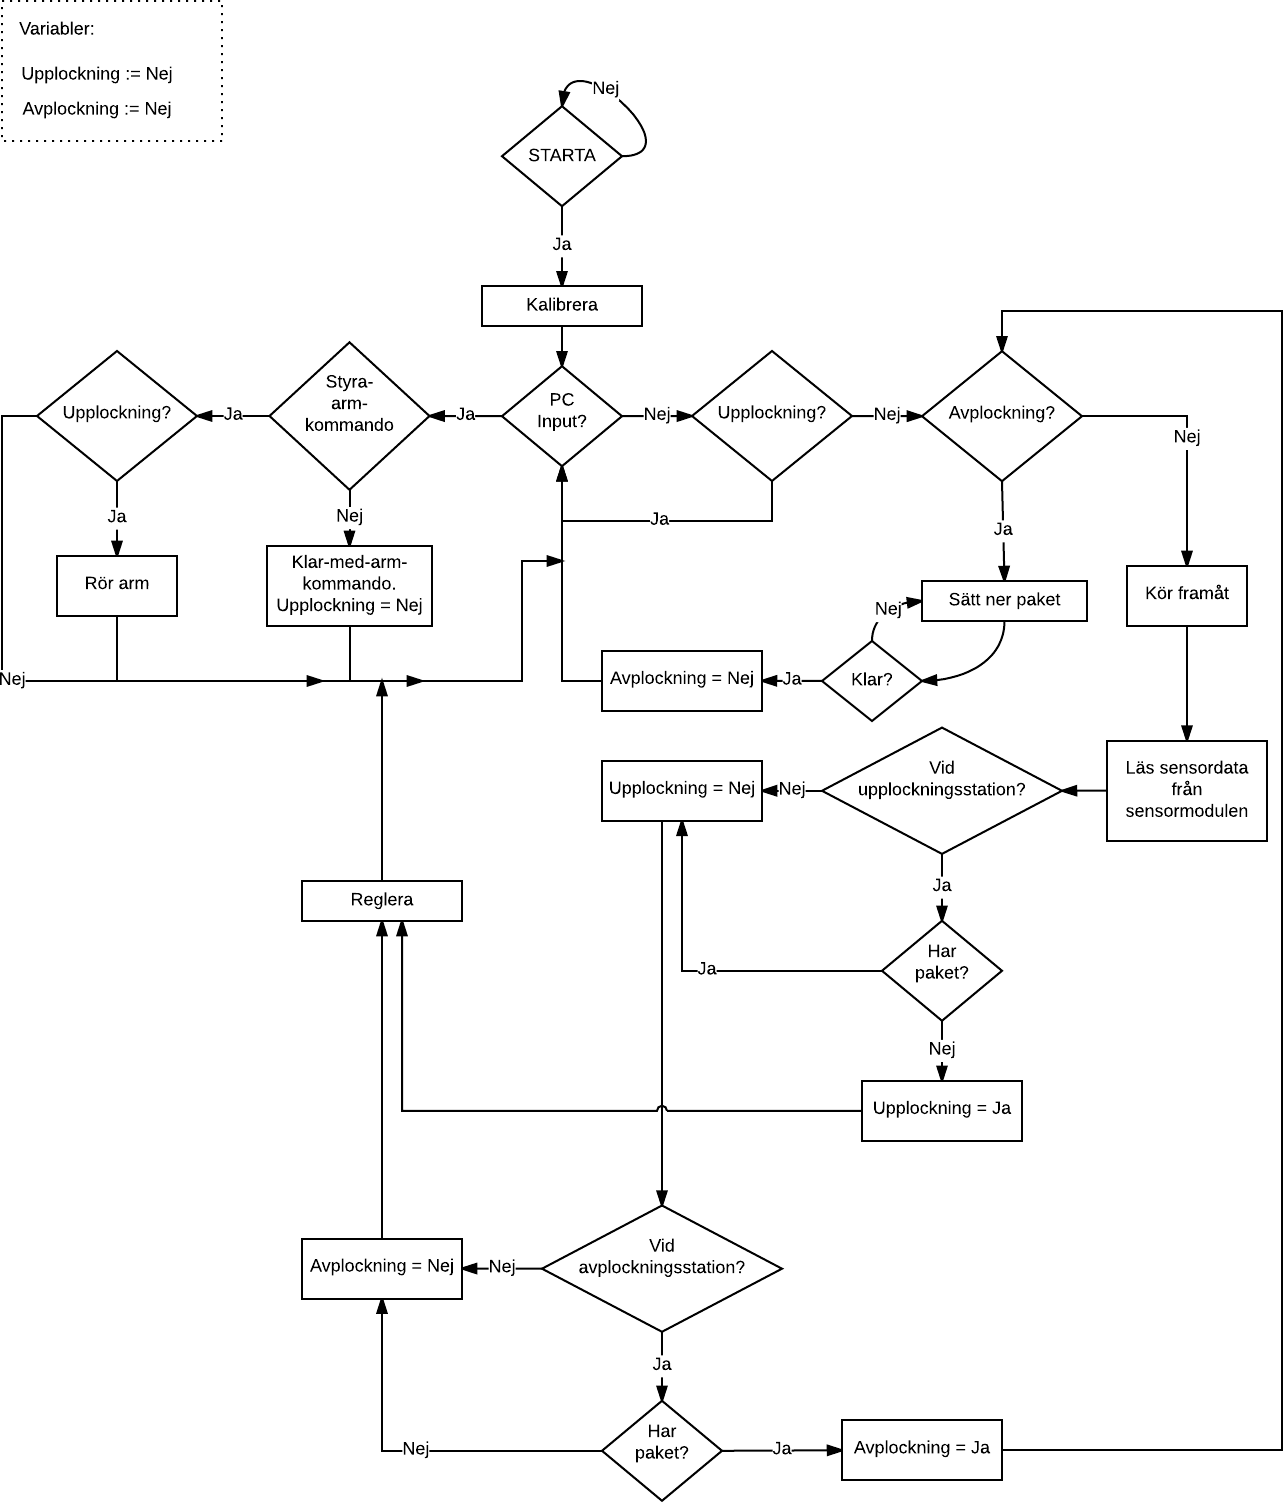 Variabler:
Upplockning := Nej
Avplockning := Nej
Nej
STARTA
Ja
Kalibrera
Upplockning?
Ja
Styra-
arm-
kommando
Ja
PC
Input?
Nej
Upplockning?
Nej
Avplockning?
Nej
Ja
Nej
Ja
Ja
Rör arm
Klar-med-arm-
kommando.
Upplockning = Nej
Sätt ner paket
Kör framåt
Nej
Nej
Avplockning = Nej
Ja
Klar?
Upplockning = Nej
Nej
Vid
upplockningsstation?
Läs sensordata
från
sensormodulen
Ja
Reglera
Har
paket?
Ja
Nej
Upplockning = Ja
Avplockning = Nej
Nej
Vid
avplockningsstation?
Ja
Nej
Har
paket?
Ja
Avplockning = Ja